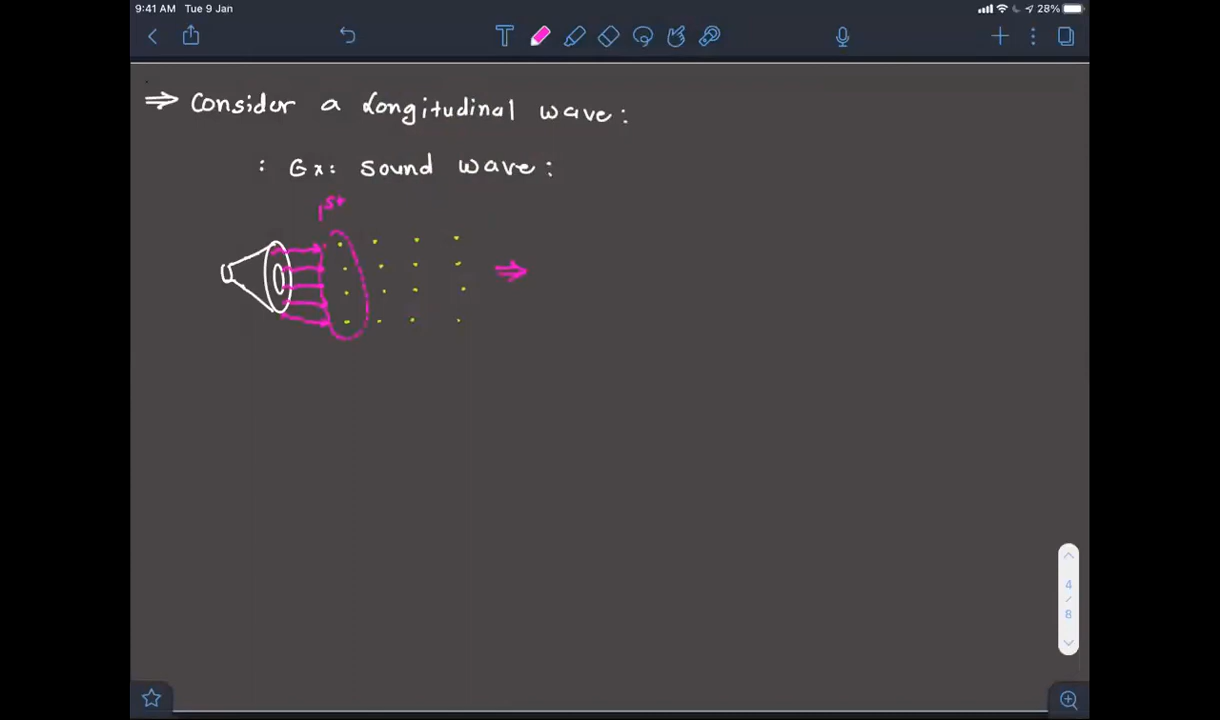 9:41 AM Tue 9 Jan 28%
T
⇒ Consider a Longitudinal wave:
: Ex: Sound wave:
1st
⇒
4
/
8